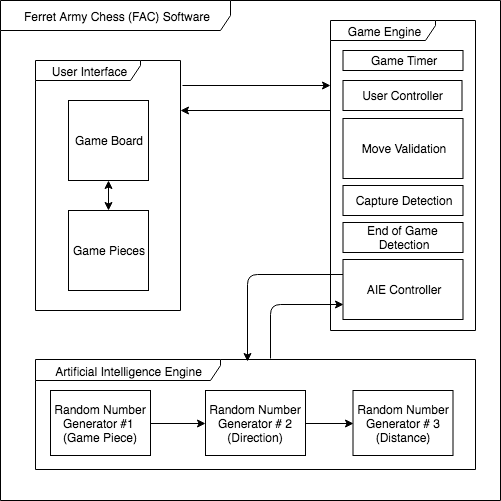 Ferret Army Chess (FAC) Software
User Interface
Game Board
Game Pieces
Game Engine
Game Timer
User Controller
Move Validation
Capture Detection
End of Game
Detection
AIE Controller
Artificial Intelligence Engine
Random Number
Generator #1
(Game Piece)
Random Number
Generator # 2
(Direction)
Random Number
Generator # 3
(Distance)